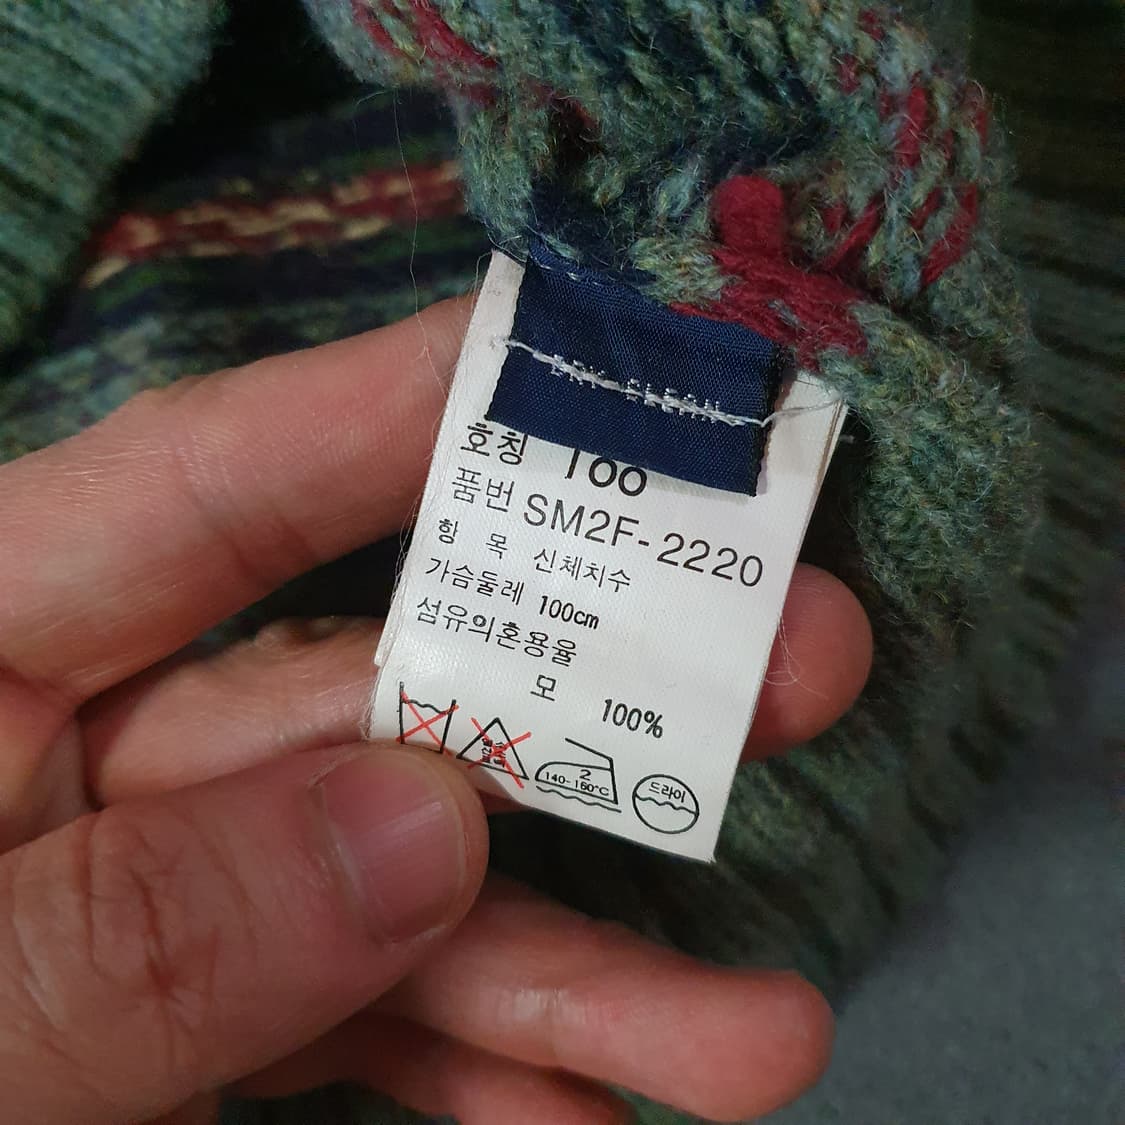 DRY CLEAN
호칭 100
품번 SM2F-2220
항 목 신체치수
가슴둘레 100cm
섬유의혼용율
모 100%
2
140-160°C
드라이